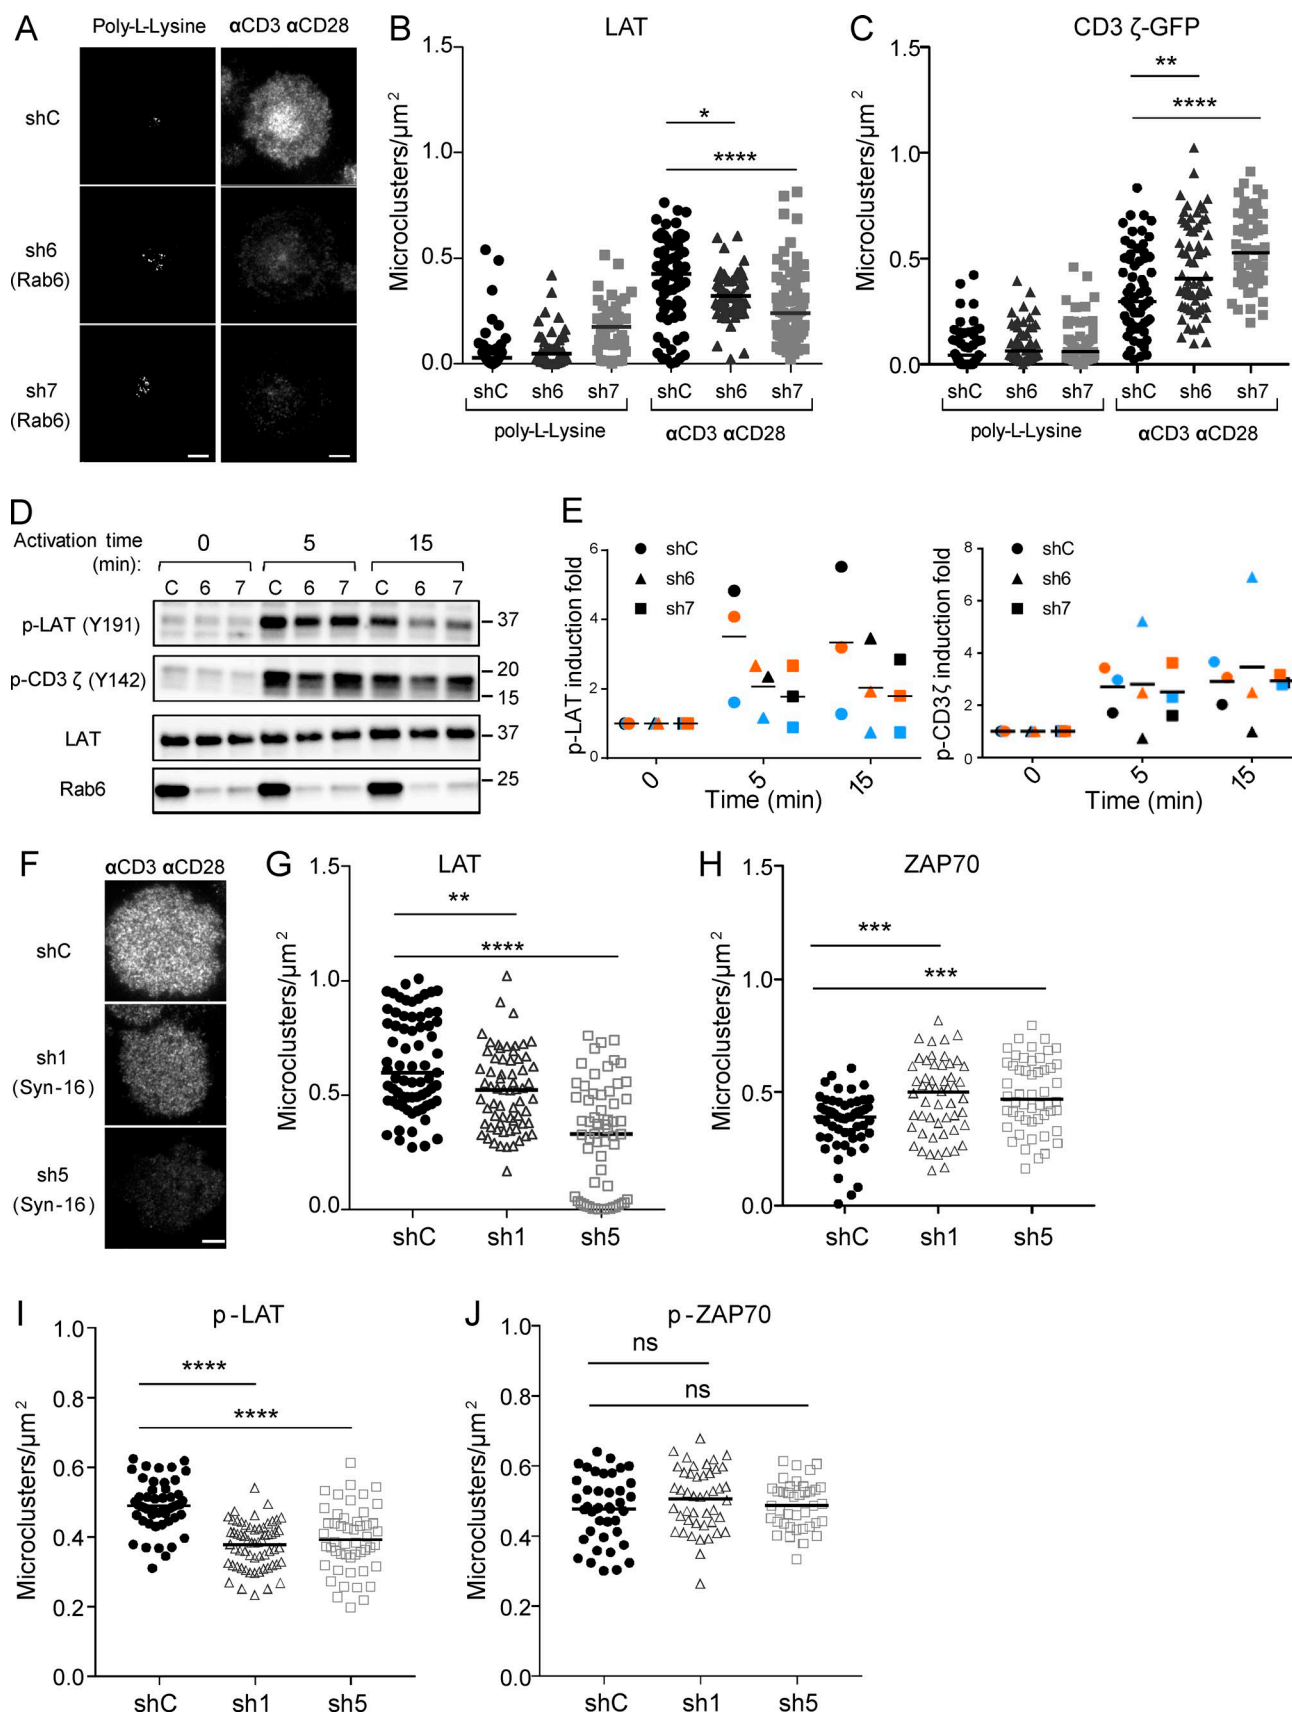 A
Poly-L-Lysine αCD3 αCD28
shC
sh6
(Rab6)
sh7
(Rab6)
B
LAT
Microclusters/µm2
1.5
1.0
0.5
0.0
*
****
shC sh6 sh7 shC sh6 sh7
poly-L-Lysine αCD3 αCD28
C
CD3 ζ-GFP
Microclusters/µm2
1.5
1.0
0.5
0.0
**
****
shC sh6 sh7 shC sh6 sh7
poly-L-Lysine αCD3 αCD28
D
Activation time
(min):
0 5 15
C 6 7 C 6 7 C 6 7
p-LAT (Y191)
37
p-CD3 ζ (Y142)
20
15
LAT
37
Rab6
25
E
p-LAT induction fold
6
4
2
0
shC
sh6
sh7
0 5 15
Time (min)
p-CD3ζ induction fold
8
6
4
2
0
shC
sh6
sh7
0 5 15
Time (min)
F
αCD3 αCD28
shC
sh1
(Syn-16)
sh5
(Syn-16)
G
LAT
Microclusters/µm2
1.5
1.0
0.5
0.0
**
****
shC sh1 sh5
H
ZAP70
Microclusters/µm2
1.5
1.0
0.5
0.0
***
***
shC sh1 sh5
I
p-LAT
Microclusters/µm2
1.0
0.8
0.6
0.4
0.2
0.0
****
****
shC sh1 sh5
J
p-ZAP70
Microclusters/µm2
1.0
0.8
0.6
0.4
0.2
0.0
ns
ns
shC sh1 sh5